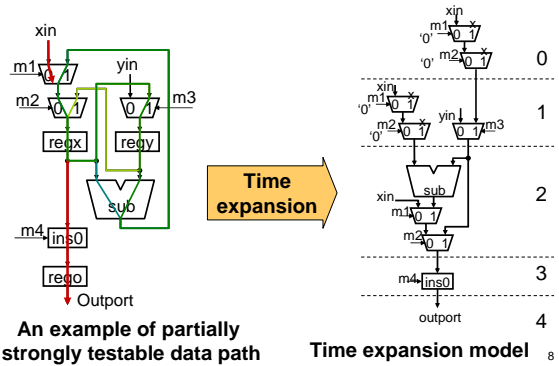 xin
m1
0 1
yin
m2
0 1
0 1
m3
regx
regy
sub
m4
ins0
rego
Outport
An example of partially
strongly testable data path
Time
expansion
xin
m1
'0'
0 1
x
m2
'0'
0 1
x
0
xin
m1
'0'
0 1
x
m2
'0'
0 1
x
yin
0 1
m3
1
sub
xin
m1
0 1
m2
0 1
2
m4
ins0
3
outport
4
Time expansion model
8